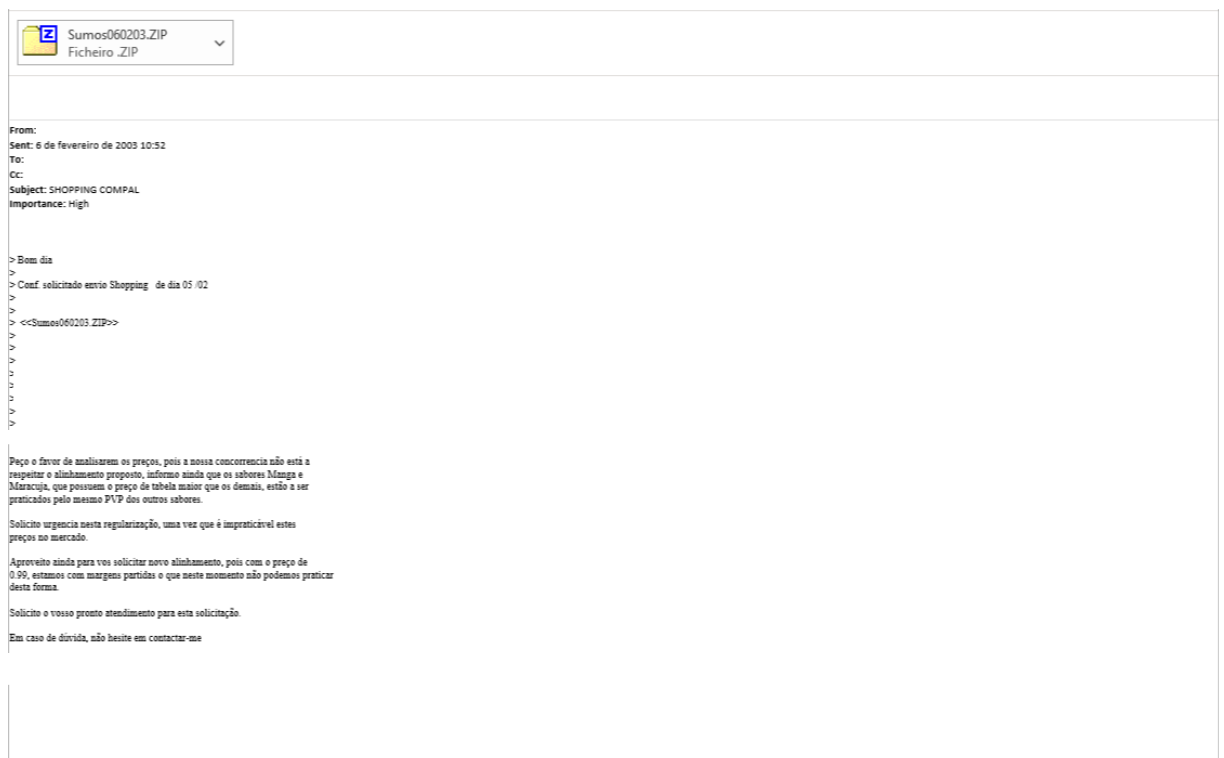 Sumos060203.ZIP
Ficheiro .ZIP
From:
Sent: 6 de fevereiro de 2003 10:52
To:
Cc:
Subject: SHOPPING COMPAL
Importance: High
> Bom dia
>
> Conf. solicitado envio Shopping de dia 05 /02
>
>
> <<Sumos060203.ZIP>>
>
>
>
>
>
>
>
>
Peço o favor de analisarem os preços, pois a nossa concorrencia não está a
respeitar o alinhamento proposto, informo ainda que os sabores Manga e
Maracuja, que possuem o preço de tabela maior que os demais, estão a ser
praticados pelo mesmo PVP dos outros sabores.
Solicito urgencia nesta regularização, uma vez que é impraticável estes
preços no mercado.
Aproveito ainda para vos solicitar novo alinhamento, pois com o preço de
0.99, estamos com margens partidas o que neste momento não podemos praticar
desta forma.
Solicito o vosso pronto atendimento para esta solicitação.
Em caso de dúvida, não hesite em contactar-me